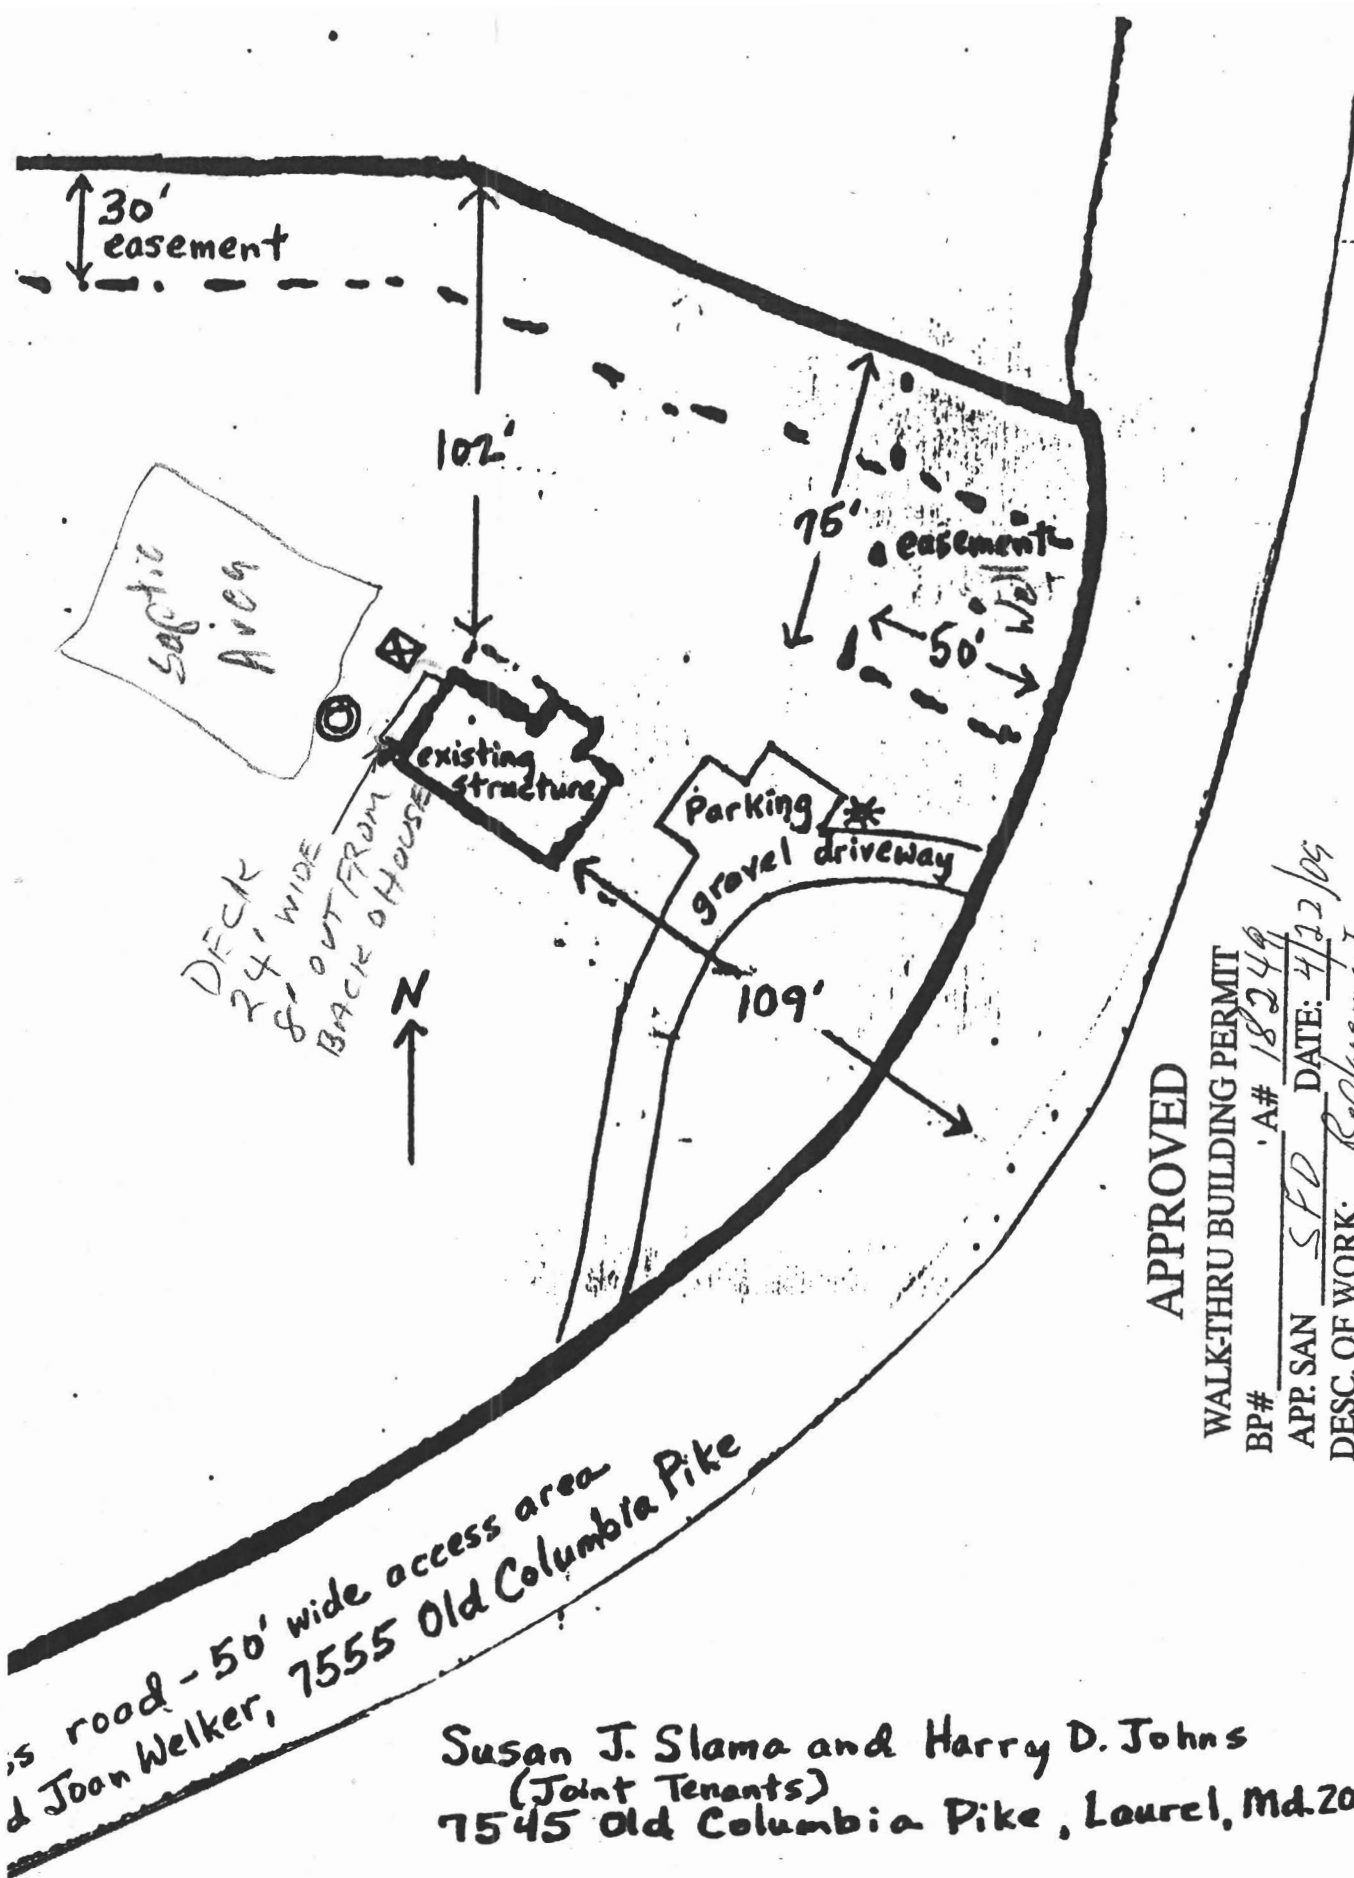 30'
easement
102'
75'
easement
Well
50'
Septic
Area
existing
structure
Parking
gravel driveway
DECK
24' WIDE
8' OUT FROM
BACK O HOUSE
N
109'
APPROVED
WALK-THRU BUILDING PERMIT
BP# A# 18244
APP. SAN SFD DATE: 4/22/09
DESC. OF WORK:
s road - 50' wide access area
d Joan Welker, 7555 Old Columbia Pike
Susan J. Slama and Harry D. Johns
(Joint Tenants)
7545 Old Columbia Pike, Laurel, Md. 20